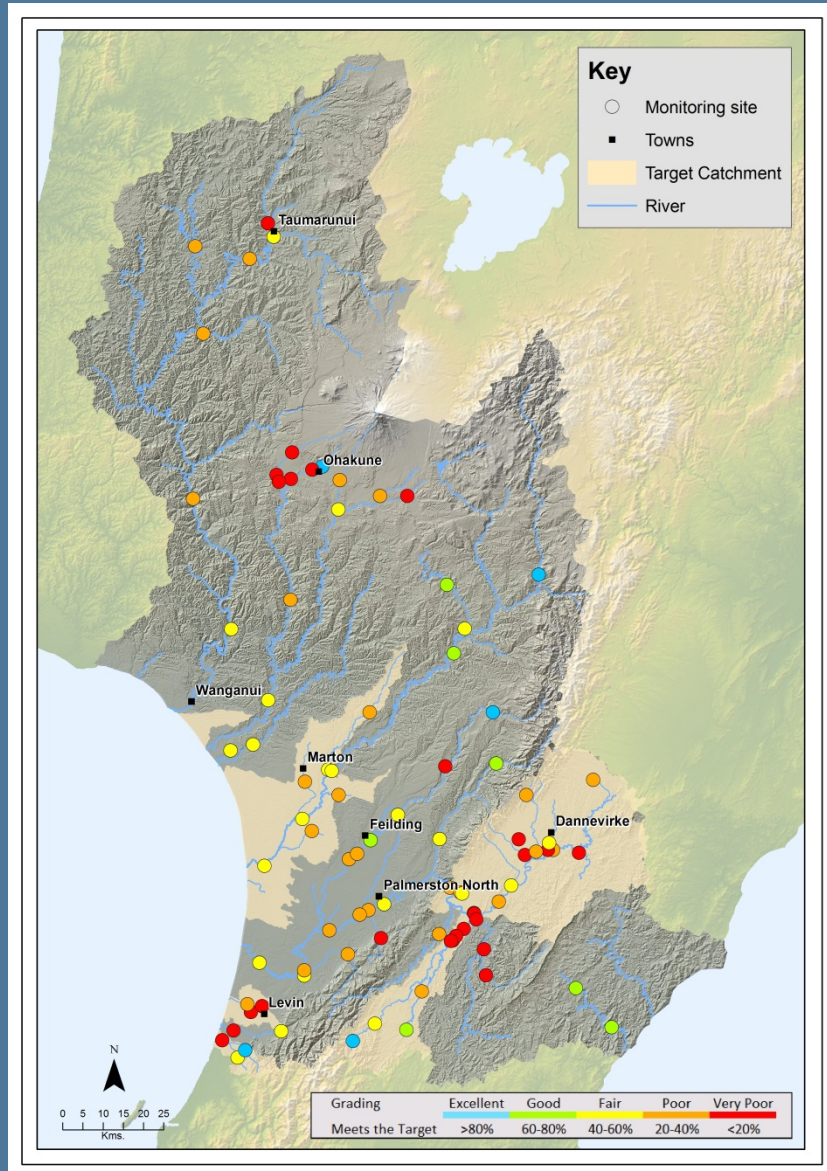 Key
Monitoring site
Towns
Target Catchment
River
Taumarunui
Ohakune
Wanganui
Marton
Feilding
Dannevirke
Palmerston North
Levin
N
0 5 10 15 20 25
Kms.
Grading Excellent Good Fair Poor Very Poor
Meets the Target >80% 60-80% 40-60% 20-40% <20%